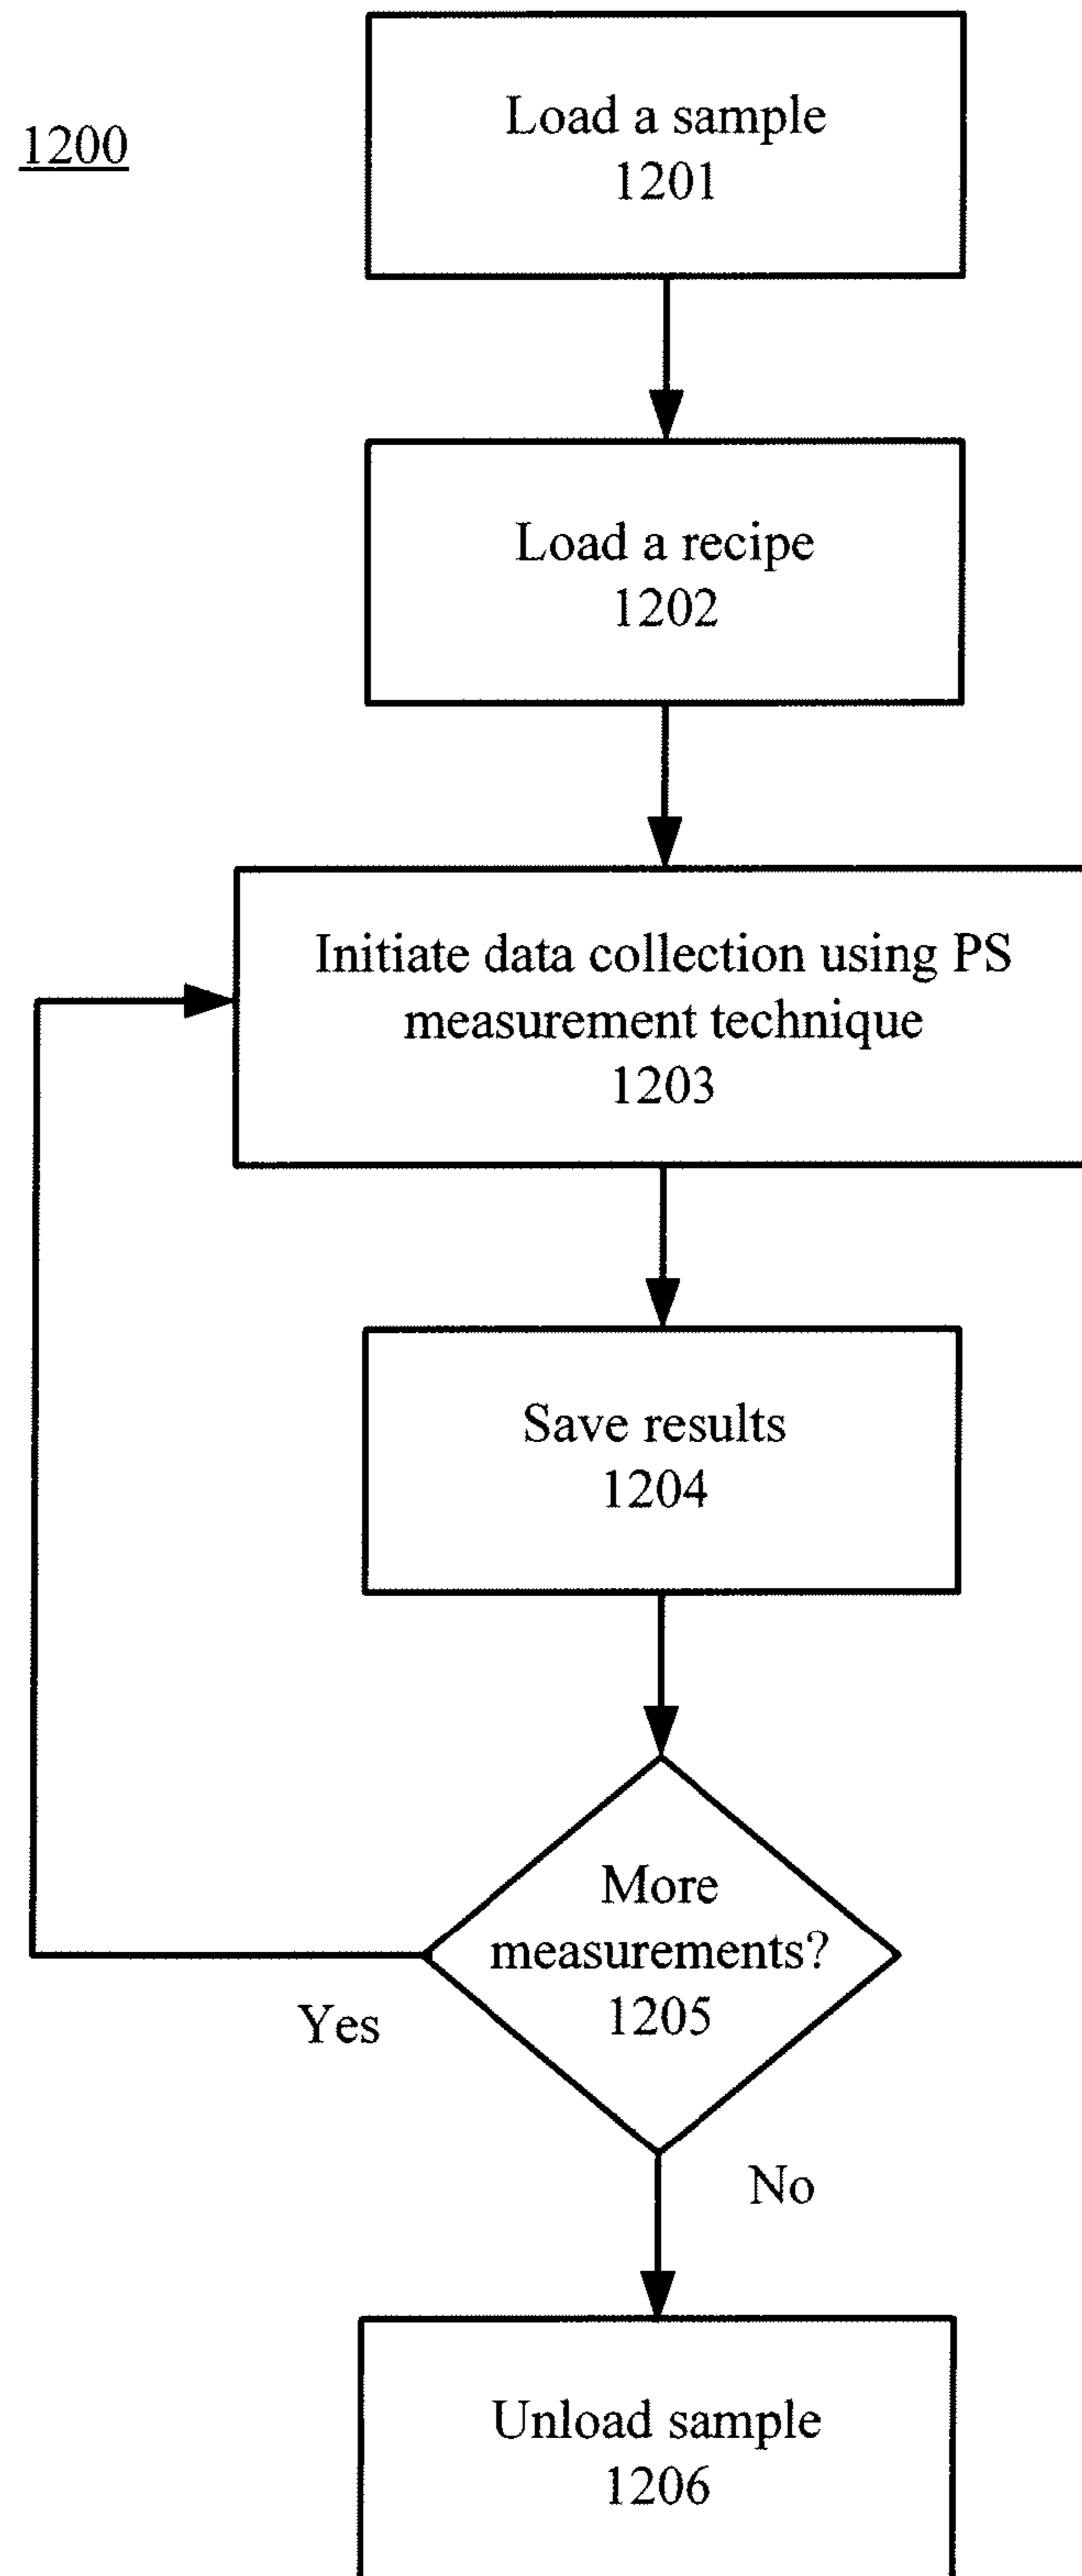 1200
Load a sample
1201
Load a recipe
1202
Initiate data collection using PS
measurement technique
1203
Save results
1204
More
measurements?
1205
Yes
No
Unload sample
1206